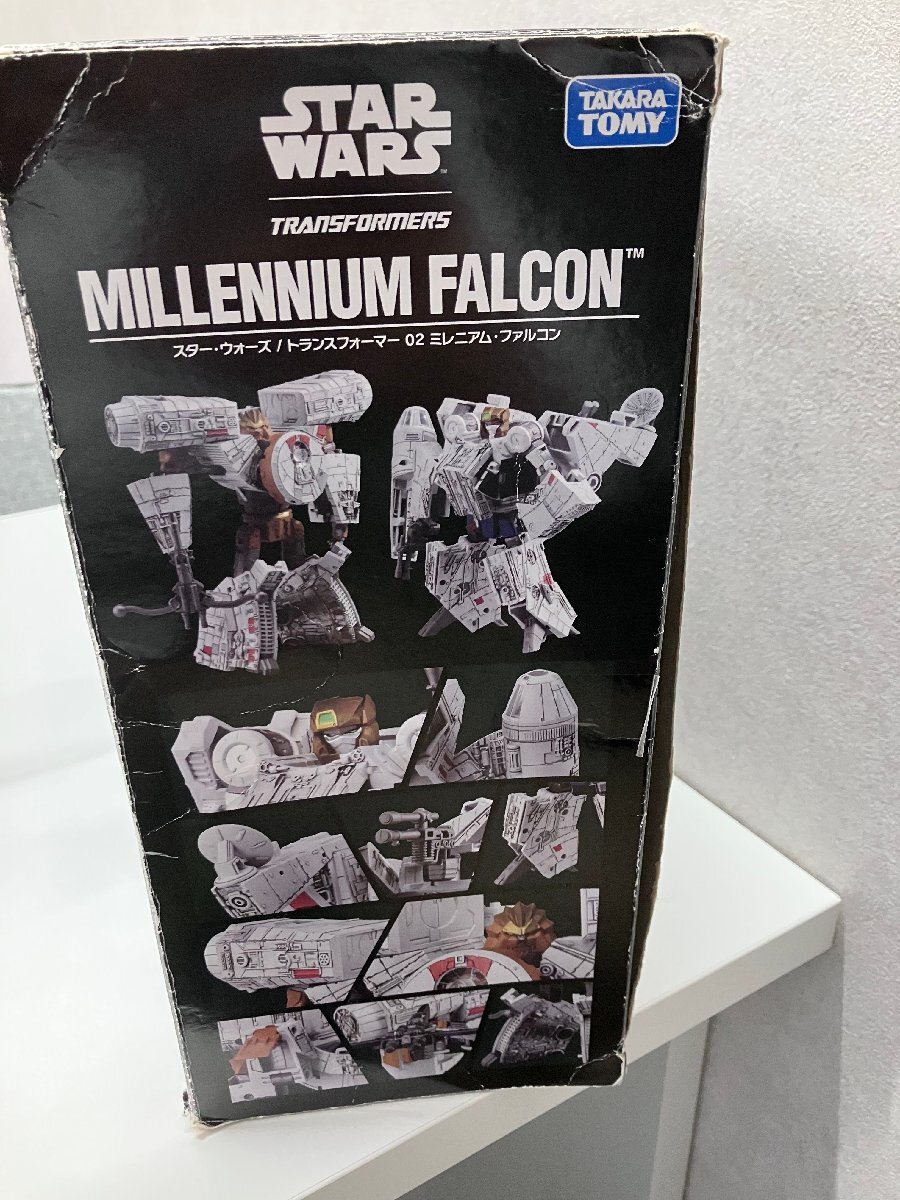 STAR
WARS™
TAKARA
TOMY
TRANSFORMERS
MILLENNIUM FALCON™
スター・ウォーズ / トランスフォーマー 02 ミレニアム・ファルコン